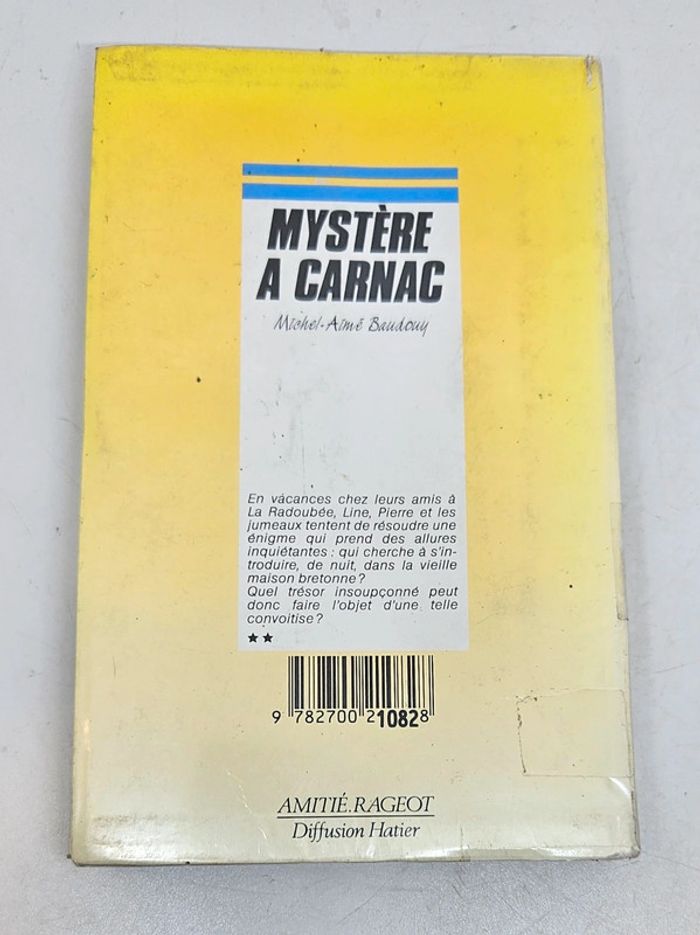 MYSTÈRE
A CARNAC
Michel-Aimé Baudouy
En vacances chez leurs amis à
La Radoubée, Line, Pierre et les
jumeaux tentent de résoudre une
énigme qui prend des allures
inquiétantes : qui cherche à s'in-
troduire, de nuit, dans la vieille
maison bretonne ?
Quel trésor insoupçonné peut
donc faire l'objet d'une telle
convoitise ?
★★
9 782700 210828
AMITIÉ.RAGEOT
Diffusion Hatier